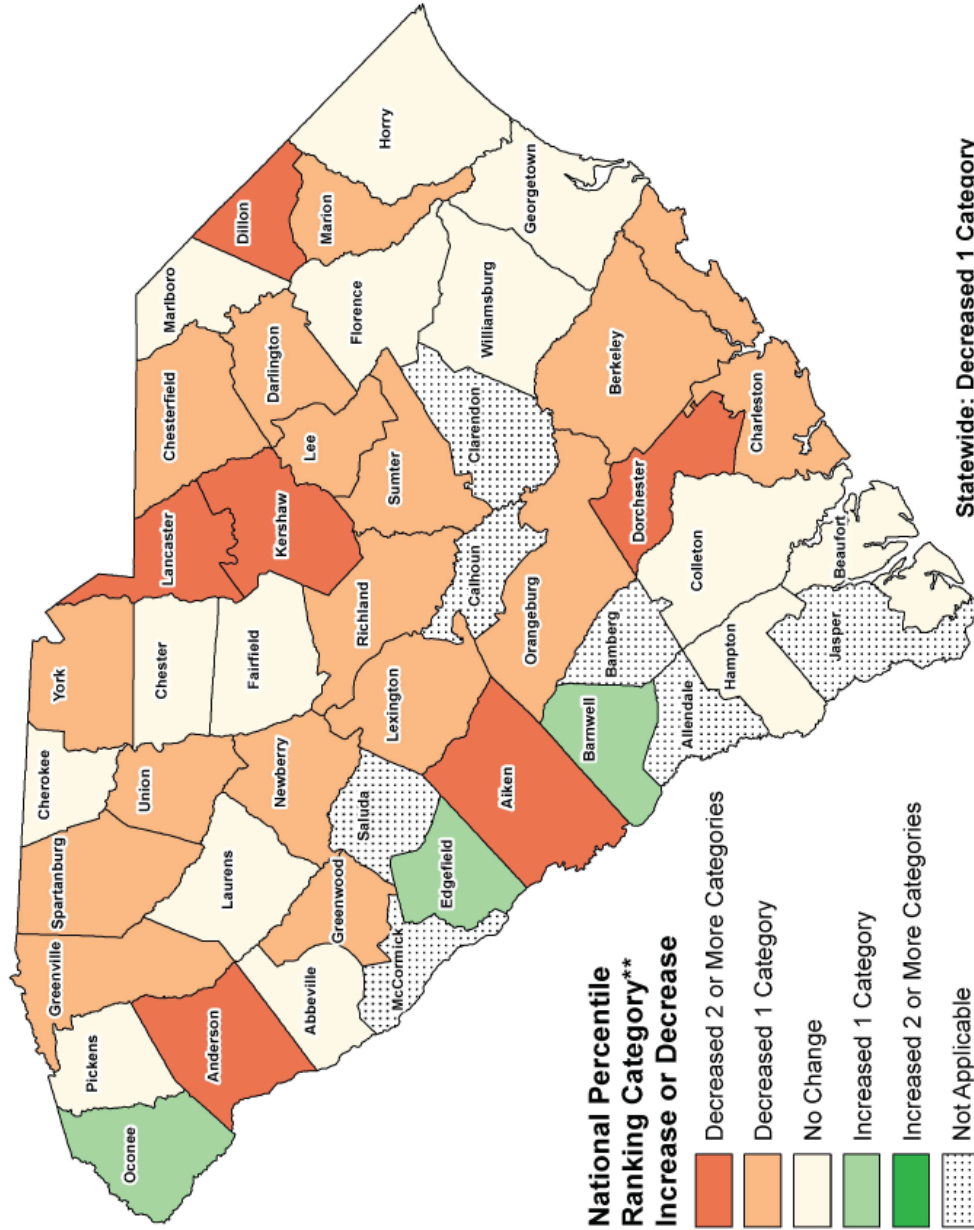 Oconee
Pickens
Greenville
Spartanburg
Cherokee
York
Anderson
Laurens
Union
Chester
Lancaster
Chesterfield
Marlboro
Abbeville
Greenwood
Newberry
Fairfield
Kershaw
Darlington
Dillon
McCormick
Saluda
Richland
Lee
Marion
Edgefield
Lexington
Sumter
Florence
Horry
Aiken
Calhoun
Clarendon
Williamsburg
Georgetown
Barnwell
Orangeburg
Bamberg
Berkeley
Allendale
Dorchester
Charleston
Hampton
Colleton
Jasper
Beaufort
National Percentile
Ranking Category**
Increase or Decrease
Decreased 2 or More Categories
Decreased 1 Category
No Change
Increased 1 Category
Increased 2 or More Categories
Not Applicable
Statewide: Decreased 1 Category